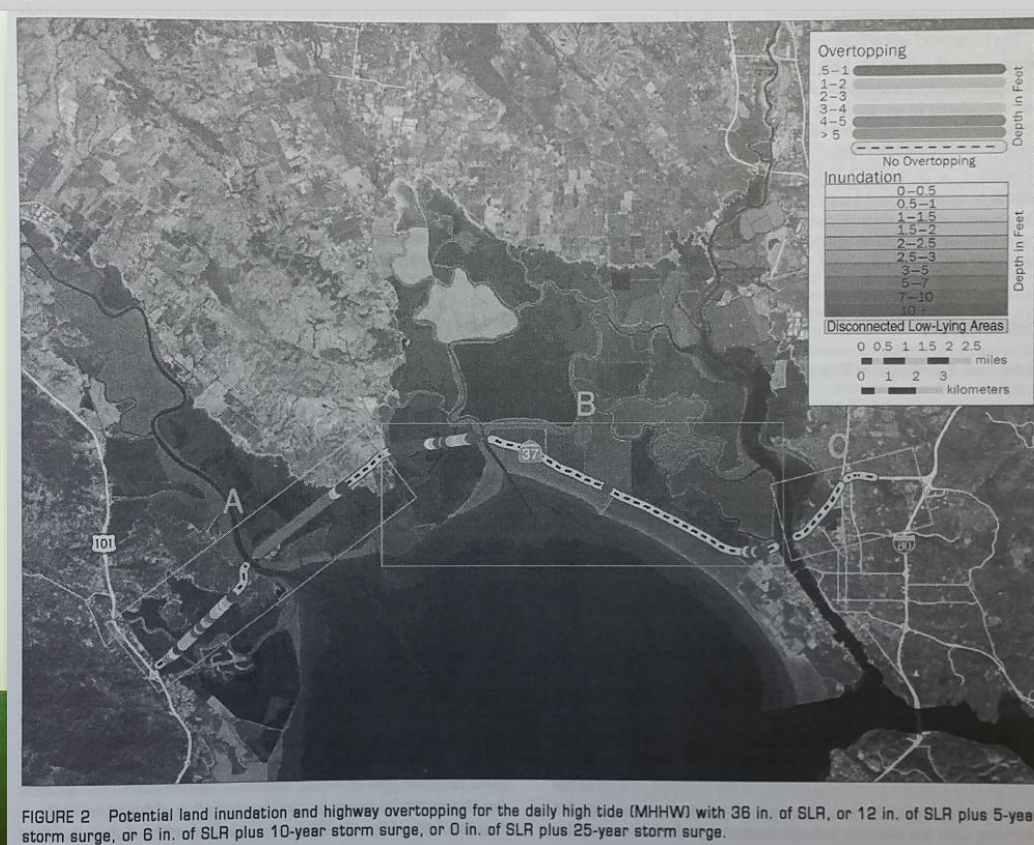 Overtopping
.5–1
1–2
2–3
3–4
4–5
>5
Depth in Feet
No Overtopping
Inundation
0–0.5
0.5–1
1–1.5
1.5–2
2–2.5
2.5–3
3–5
5–7
7–10
10+
Depth in Feet
Disconnected Low-Lying Areas
0 0.5 1 1.5 2 2.5
miles
0 1 2 3
kilometers
B
37
C
A
101
80
FIGURE 2 Potential land inundation and highway overtopping for the daily high tide (MHHW) with 36 in. of SLR, or 12 in. of SLR plus 5-yea
storm surge, or 6 in. of SLR plus 10-year storm surge, or 0 in. of SLR plus 25-year storm surge.